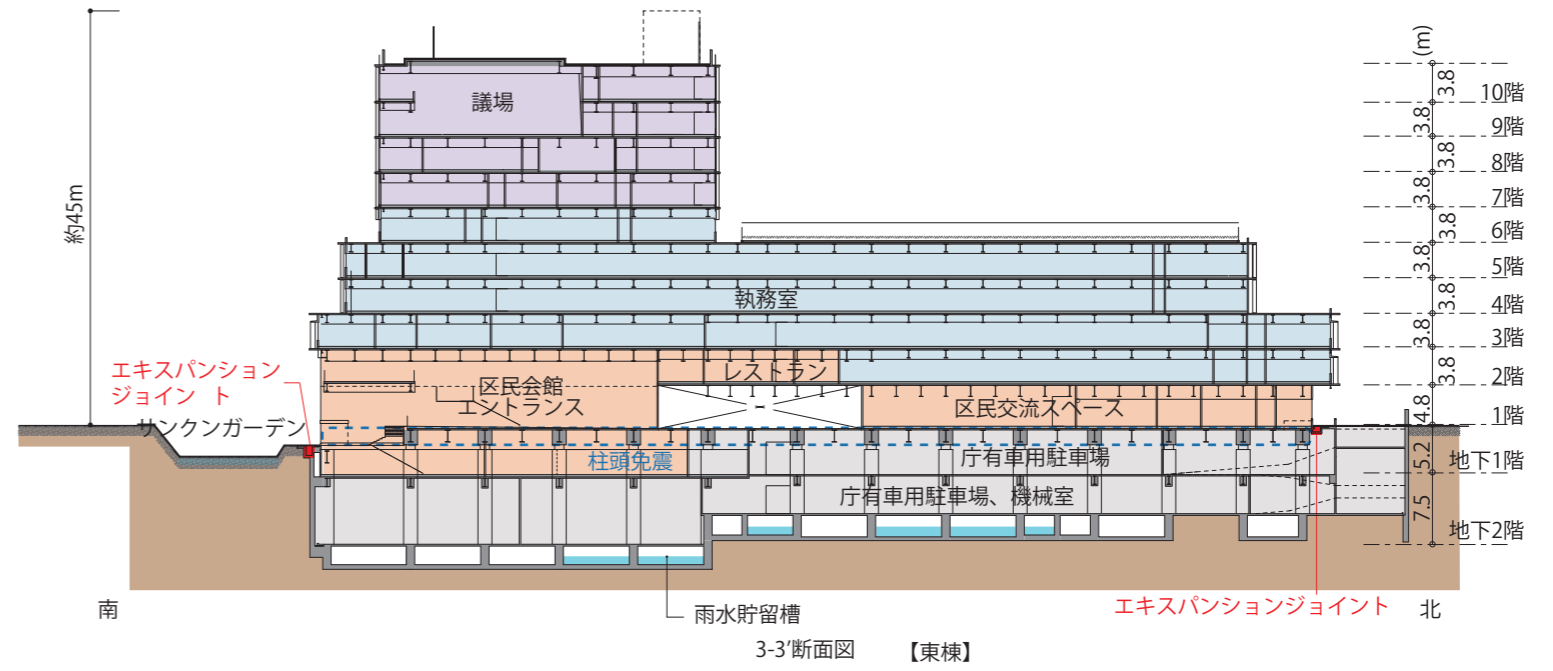 (m)
約45m
議場
3.8
10階
3.8
9階
3.8
8階
3.8
7階
3.8
6階
3.8
5階
執務室
3.8
4階
3.8
3階
エキスパンション
ジョイント
区民会館
エントランス
レストラン
3.8
2階
区民交流スペース
4.8
1階
サンクンガーデン
柱頭免震
庁有車用駐車場
5.2
地下1階
庁有車用駐車場、機械室
7.5
地下2階
南
雨水貯留槽
エキスパンションジョイント
北
3-3'断面図
【東棟】